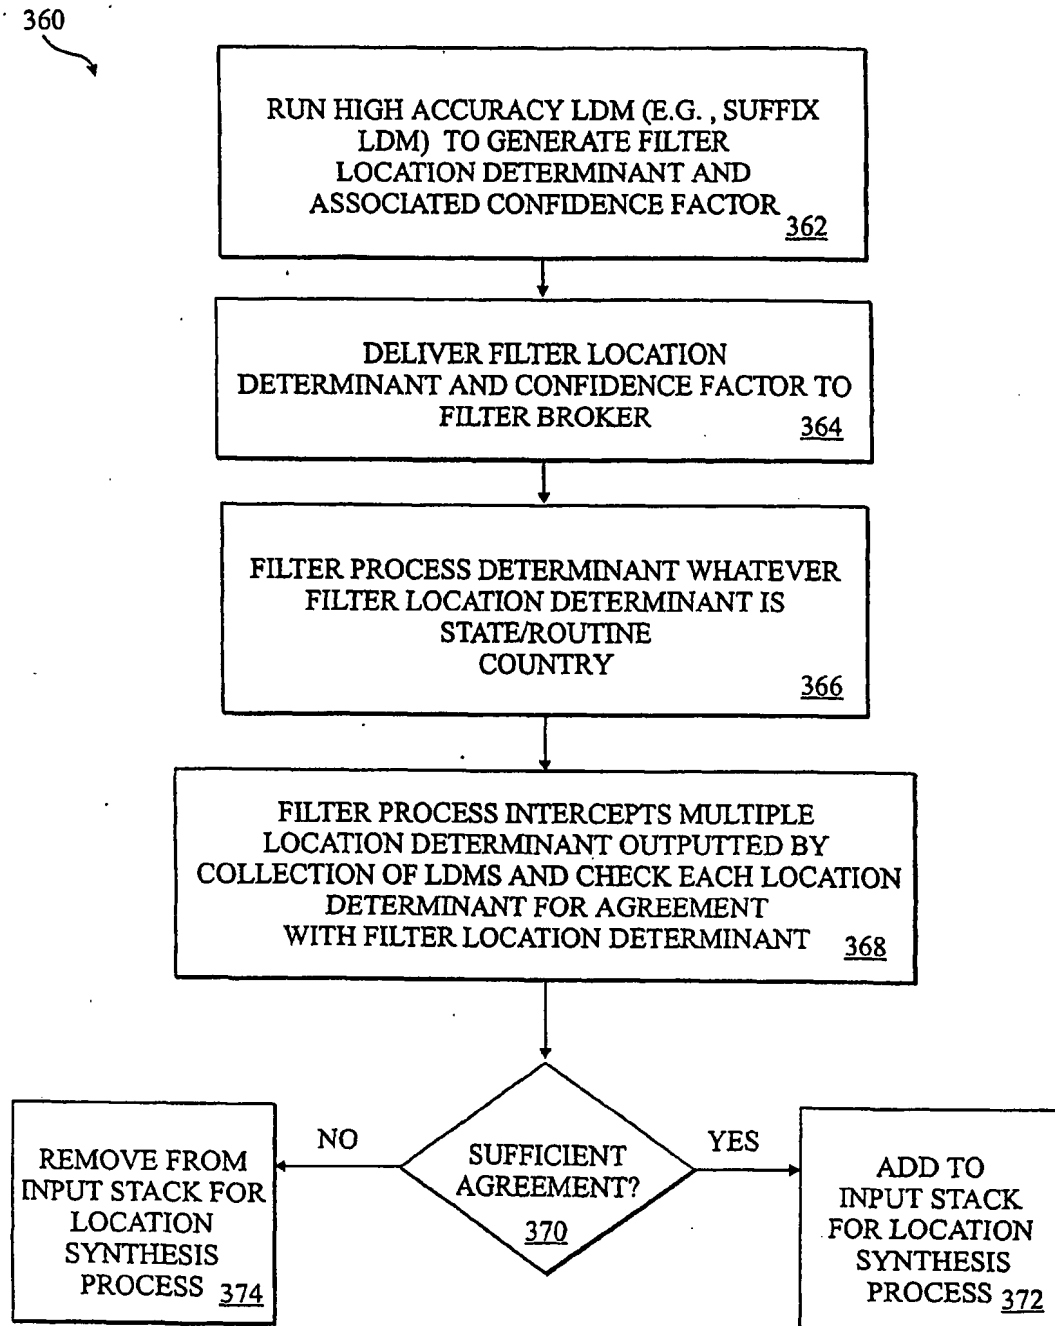 360
RUN HIGH ACCURACY LDM (E.G. , SUFFIX
LDM) TO GENERATE FILTER
LOCATION DETERMINANT AND
ASSOCIATED CONFIDENCE FACTOR
362
DELIVER FILTER LOCATION
DETERMINANT AND CONFIDENCE FACTOR TO
FILTER BROKER
364
FILTER PROCESS DETERMINANT WHATEVER
FILTER LOCATION DETERMINANT IS
STATE/ROUTINE
COUNTRY
366
FILTER PROCESS INTERCEPTS MULTIPLE
LOCATION DETERMINANT OUTPUTTED BY
COLLECTION OF LDMS AND CHECK EACH LOCATION
DETERMINANT FOR AGREEMENT
WITH FILTER LOCATION DETERMINANT
368
SUFFICIENT
AGREEMENT?
370
NO
YES
REMOVE FROM
INPUT STACK FOR
LOCATION
SYNTHESIS
PROCESS 374
ADD TO
INPUT STACK
FOR LOCATION
SYNTHESIS
PROCESS 372